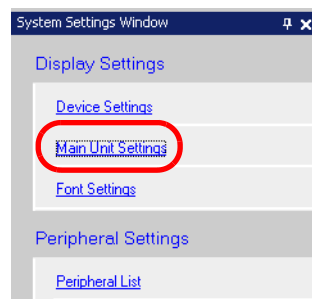 System Settings Window
Display Settings
Device Settings
Main Unit Settings
Font Settings
Peripheral Settings
Peripheral List